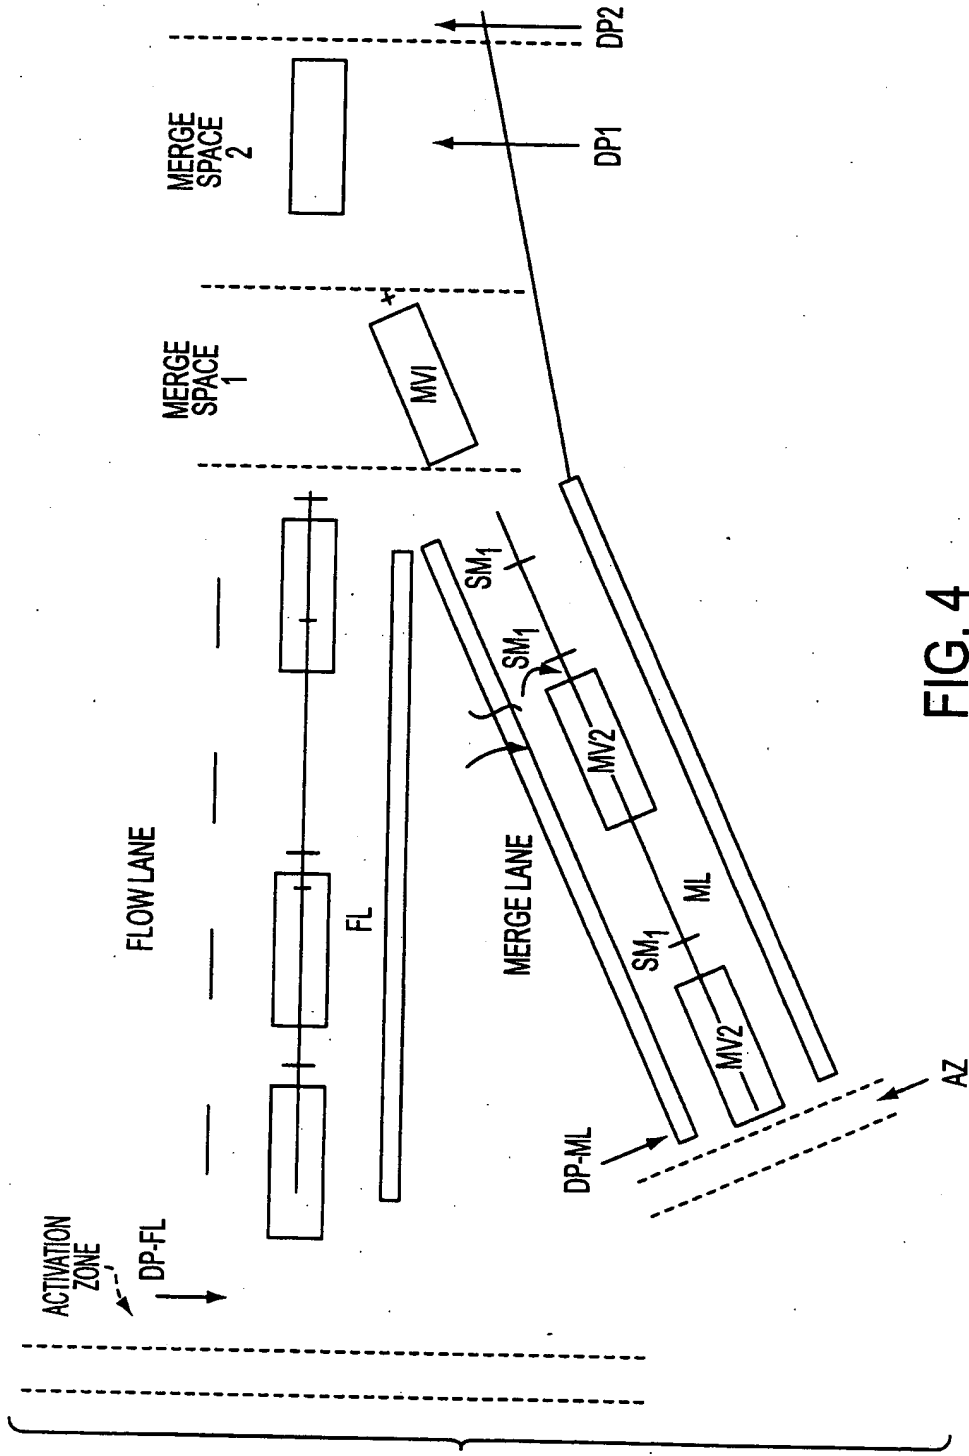 ACTIVATION
ZONE
DP-FL
FLOW LANE
FL
MERGE
SPACE
1
MERGE
SPACE
2
MVI
DP1
DP2
MERGE LANE
SM1
SM1
SM1
MV2
MV2
ML
DP-ML
AZ
FIG. 4